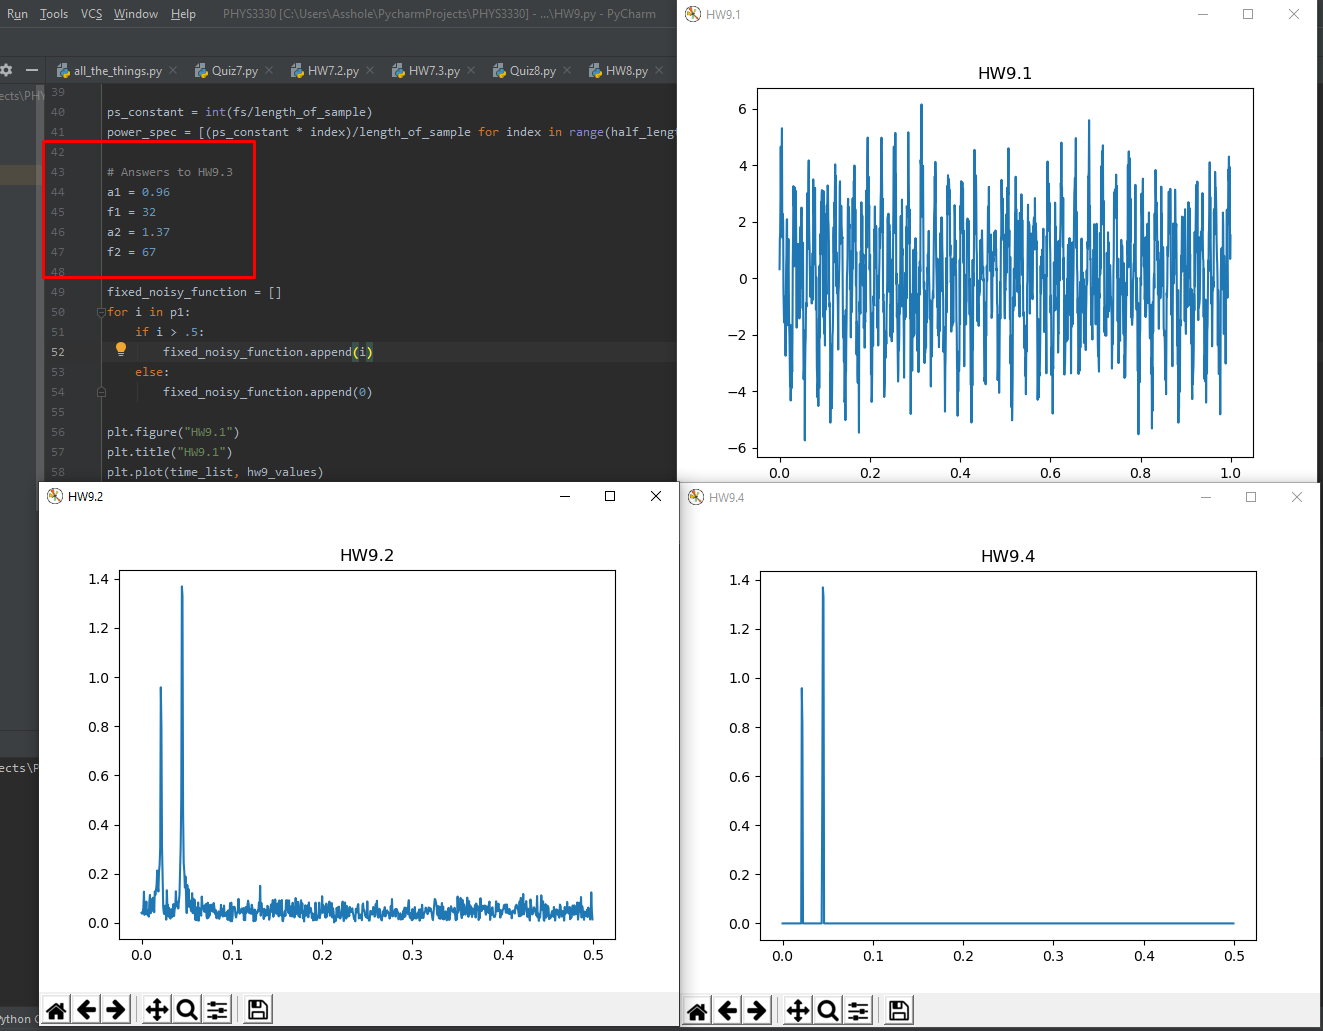 Run Tools VCS Window Help PHYS3330 [C:\Users\Asshole\PycharmProjects\PHYS3330] - ...\HW9.py - PyCharm
all_the_things.py Quiz7.py HW7.2.py HW7.3.py Quiz8.py HW8.py
ects\PHY
39
40 ps_constant = int(fs/length_of_sample)
41 power_spec = [(ps_constant * index)/length_of_sample for index in range(half_leng
42
43 # Answers to HW9.3
44 a1 = 0.96
45 f1 = 32
46 a2 = 1.37
47 f2 = 67
48
49 fixed_noisy_function = []
50 for i in p1:
51 if i > .5:
52 fixed_noisy_function.append(i)
53 else:
54 fixed_noisy_function.append(0)
55
56 plt.figure("HW9.1")
57 plt.title("HW9.1")
58 plt.plot(time_list, hw9_values)
ects\P
ython
HW9.1
HW9.1
6
4
2
0
−2
−4
−6
0.0 0.2 0.4 0.6 0.8 1.0
HW9.2
HW9.2
1.4
1.2
1.0
0.8
0.6
0.4
0.2
0.0
0.0 0.1 0.2 0.3 0.4 0.5
HW9.4
HW9.4
1.4
1.2
1.0
0.8
0.6
0.4
0.2
0.0
0.0 0.1 0.2 0.3 0.4 0.5